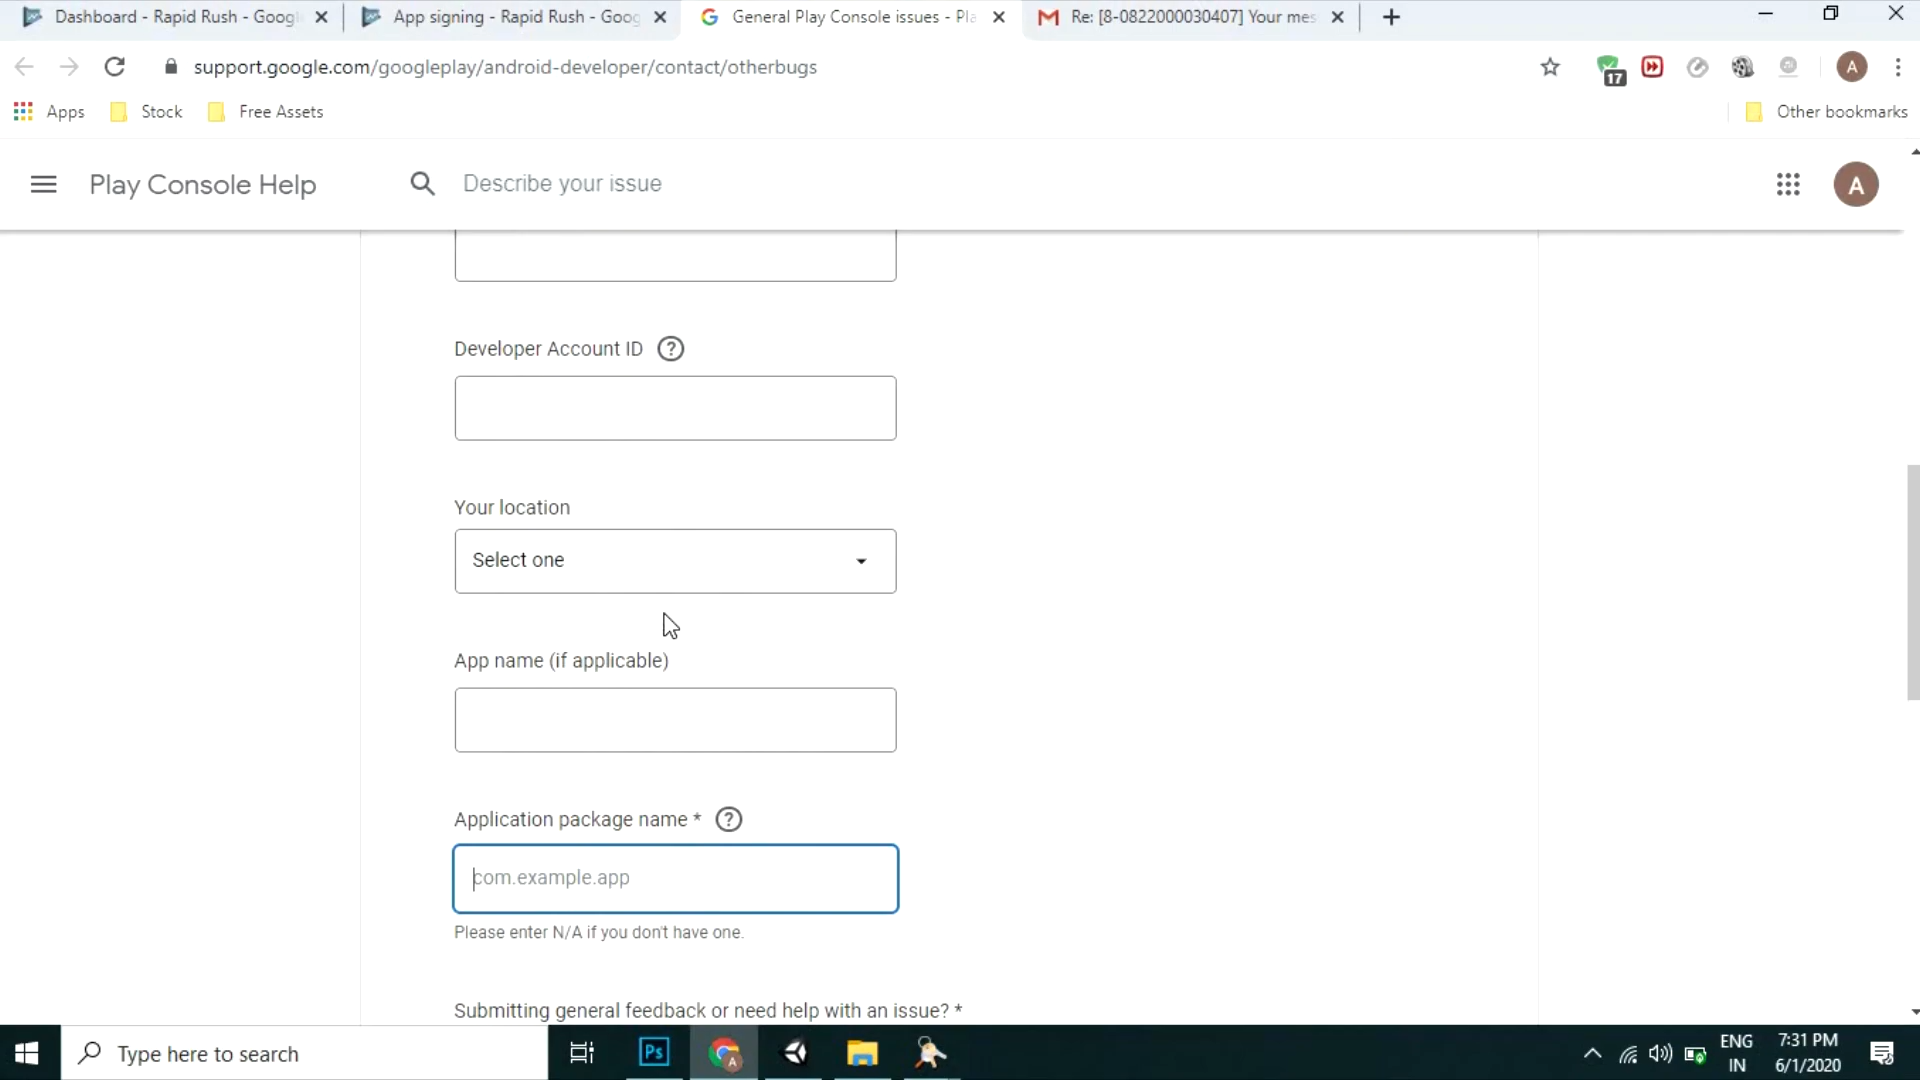 Dashboard - Rapid Rush - Googl
App signing - Rapid Rush - Goog
General Play Console issues - Pla
Re: [8-0822000030407] Your mes
support.google.com/googleplay/android-developer/contact/otherbugs
17
A
Apps
Stock
Free Assets
Other bookmarks
Play Console Help
Describe your issue
A
Developer Account ID
Your location
Select one
App name (if applicable)
Application package name *
com.example.app
Please enter N/A if you don't have one.
Submitting general feedback or need help with an issue? *
Type here to search
Ps
A
ENG
IN
7:31 PM
6/1/2020